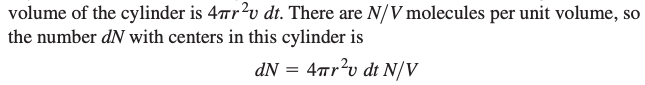 volume of the cylinder is 4πr²v dt. There are N/V molecules per unit volume, so
the number dN with centers in this cylinder is
dN = 4πr²v dt N/V